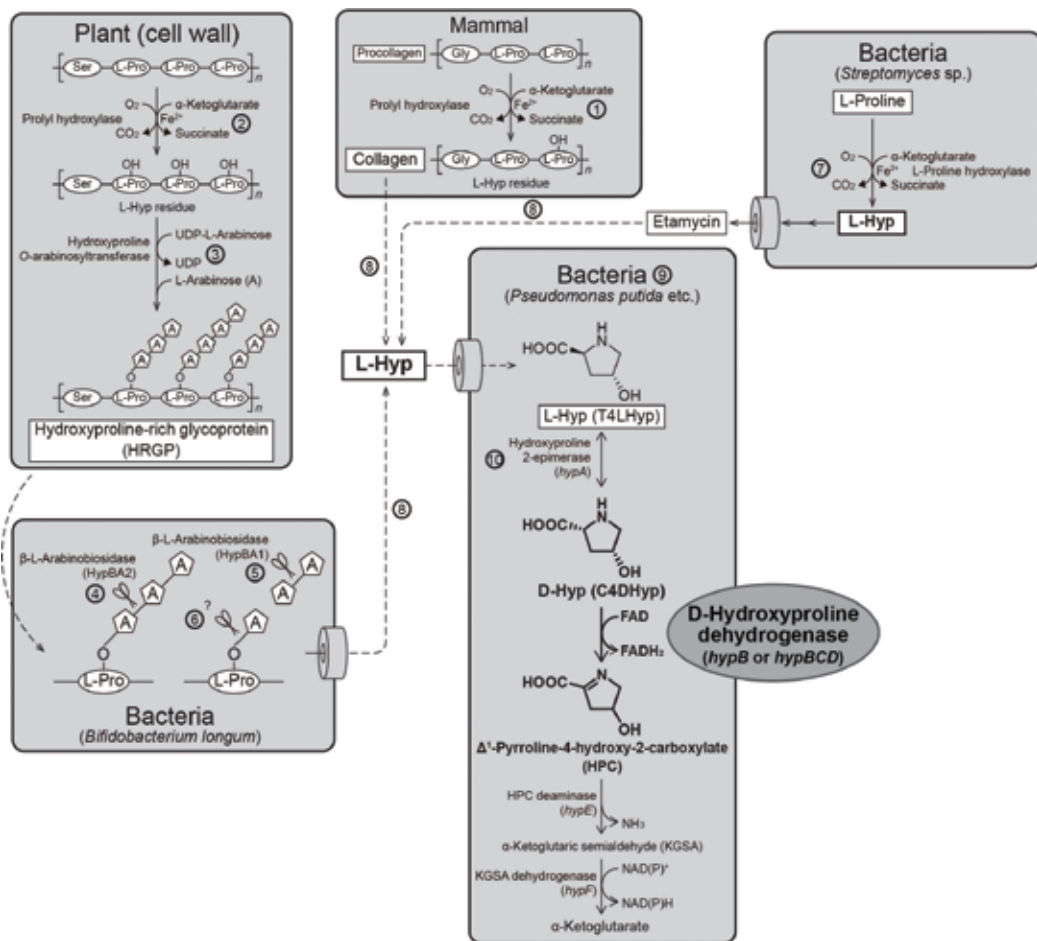 Plant (cell wall)
Ser L-Pro L-Pro L-Pro n
O₂ α-Ketoglutarate
Prolyl hydroxylase Fe²⁺ ②
CO₂ Succinate
OH OH OH
Ser L-Pro L-Pro L-Pro n
L-Hyp residue
UDP-L-Arabinose
Hydroxyproline
O-arabinosyltransferase
UDP ③
L-Arabinose (A)
A A A A A A A A A
O O O
Ser L-Pro L-Pro L-Pro n
Hydroxyproline-rich glycoprotein
(HRGP)
Mammal
Procollagen Gly L-Pro L-Pro n
O₂ α-Ketoglutarate
Prolyl hydroxylase Fe²⁺ ①
CO₂ Succinate
OH
Collagen Gly L-Pro L-Pro n
L-Hyp residue
Bacteria
(Streptomyces sp.)
L-Proline
O₂ α-Ketoglutarate
⑦ Fe²⁺ L-Proline hydroxylase
CO₂ Succinate
L-Hyp
Etamycin
⑧
⑧
L-Hyp
⑧
β-L-Arabinobiosidase
(HypBA2)
④
A A A
O
L-Pro
β-L-Arabinobiosidase
(HypBA1)
⑤
A A
⑥ ?
A
O
L-Pro
Bacteria
(Bifidobacterium longum)
Bacteria ⑨
(Pseudomonas putida etc.)
H
N
HOOC
OH
L-Hyp (T4LHyp)
⑩ Hydroxyproline
2-epimerase
(hypA)
H
N
HOOC
OH
D-Hyp (C4DHyp)
FAD
FADH₂
D-Hydroxyproline
dehydrogenase
(hypB or hypBCD)
N
HOOC
OH
Δ¹-Pyrroline-4-hydroxy-2-carboxylate
(HPC)
HPC deaminase
(hypE)
NH₃
α-Ketoglutaric semialdehyde (KGSA)
KGSA dehydrogenase
(hypF)
NAD(P)⁺
NAD(P)H
α-Ketoglutarate